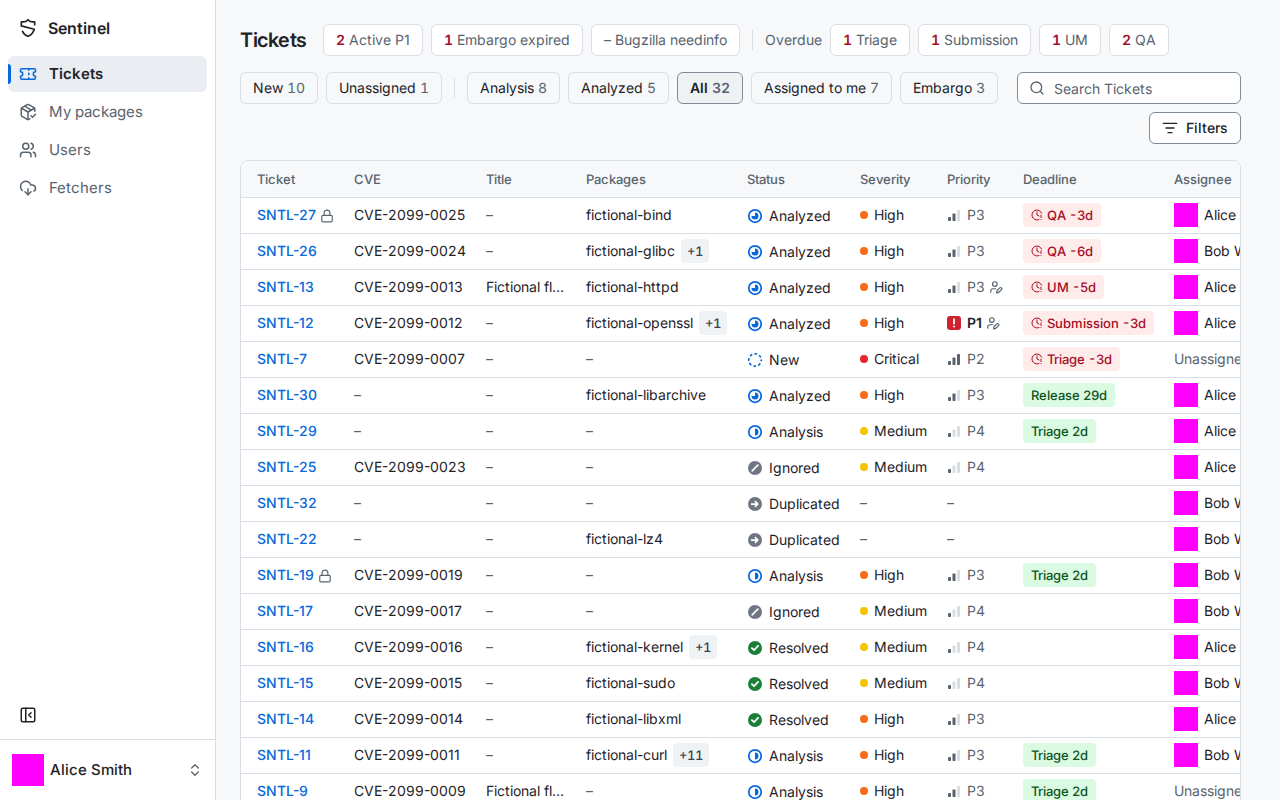 Sentinel
Tickets
My packages
Users
Fetchers
Alice Smith
Tickets 2 Active P1 1 Embargo expired – Bugzilla needinfo Overdue 1 Triage 1 Submission 1 UM 2 QA
New 10 Unassigned 1 Analysis 8 Analyzed 5 All 32 Assigned to me 7 Embargo 3 Search Tickets
Filters
Ticket CVE Title Packages Status Severity Priority Deadline Assignee
SNTL-27 CVE-2099-0025 – fictional-bind Analyzed High P3 QA -3d Alice
SNTL-26 CVE-2099-0024 – fictional-glibc +1 Analyzed High P3 QA -6d Bob W
SNTL-13 CVE-2099-0013 Fictional fl... fictional-httpd Analyzed High P3 UM -5d Alice
SNTL-12 CVE-2099-0012 – fictional-openssl +1 Analyzed High P1 Submission -3d Alice
SNTL-7 CVE-2099-0007 – – New Critical P2 Triage -3d Unassigne
SNTL-30 – – fictional-libarchive Analyzed High P3 Release 29d Alice
SNTL-29 – – – Analysis Medium P4 Triage 2d Alice
SNTL-25 CVE-2099-0023 – – Ignored Medium P4 Alice
SNTL-32 – – – Duplicated – – Bob W
SNTL-22 – – fictional-lz4 Duplicated – – Bob W
SNTL-19 CVE-2099-0019 – – Analysis High P3 Triage 2d Bob W
SNTL-17 CVE-2099-0017 – – Ignored Medium P4 Bob W
SNTL-16 CVE-2099-0016 – fictional-kernel +1 Resolved Medium P4 Alice
SNTL-15 CVE-2099-0015 – fictional-sudo Resolved Medium P4 Bob W
SNTL-14 CVE-2099-0014 – fictional-libxml Resolved High P3 Alice
SNTL-11 CVE-2099-0011 – fictional-curl +11 Analysis High P3 Triage 2d Bob W
SNTL-9 CVE-2099-0009 Fictional fl... – Analysis High P3 Triage 2d Unassigne